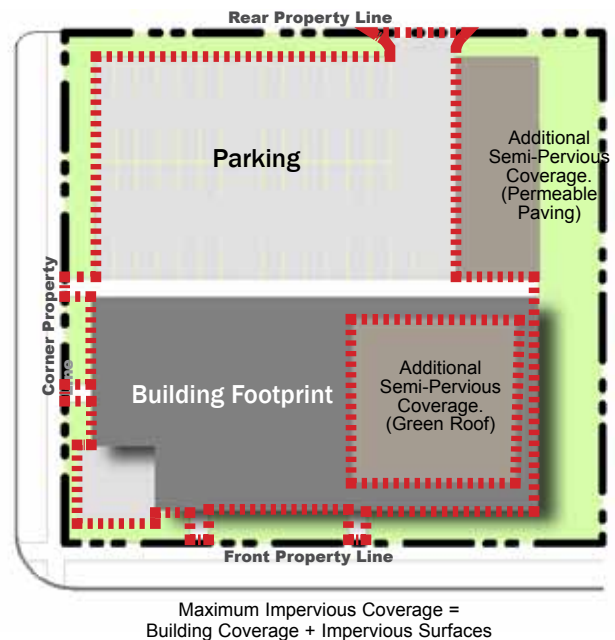 Rear Property Line
Parking
Additional
Semi-Pervious
Coverage.
(Permeable
Paving)
Corner Property
Line
Building Footprint
Additional
Semi-Pervious
Coverage.
(Green Roof)
Front Property Line
Maximum Impervious Coverage =
Building Coverage + Impervious Surfaces